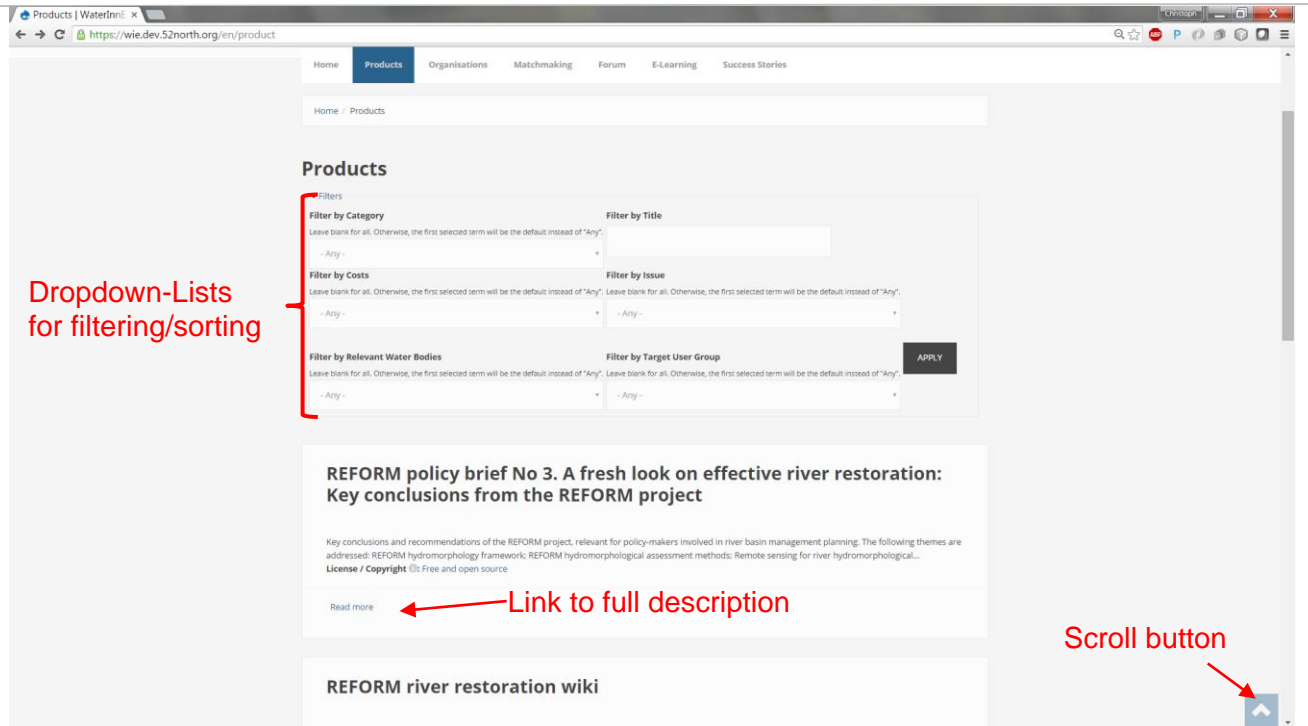 Products | WaterInnE
Christoph
https://wie.dev.52north.org/en/product
ABP
P
Home Products Organisations Matchmaking Forum E-Learning Success Stories
Home / Products
Products
Filters
Filter by Category Filter by Title
Leave blank for all. Otherwise, the first selected term will be the default instead of "Any".
- Any -
Filter by Costs Filter by Issue
Leave blank for all. Otherwise, the first selected term will be the default instead of "Any". Leave blank for all. Otherwise, the first selected term will be the default instead of "Any".
- Any - - Any -
Dropdown-Lists
for filtering/sorting
Filter by Relevant Water Bodies Filter by Target User Group APPLY
Leave blank for all. Otherwise, the first selected term will be the default instead of "Any". Leave blank for all. Otherwise, the first selected term will be the default instead of "Any".
- Any - - Any -
REFORM policy brief No 3. A fresh look on effective river restoration:
Key conclusions from the REFORM project
Key conclusions and recommendations of the REFORM project, relevant for policy-makers involved in river basin management planning. The following themes are
addressed: REFORM hydromorphology framework; REFORM hydromorphological assessment methods; Remote sensing for river hydromorphological...
License / Copyright : Free and open source
Read more
Link to full description
Scroll button
REFORM river restoration wiki